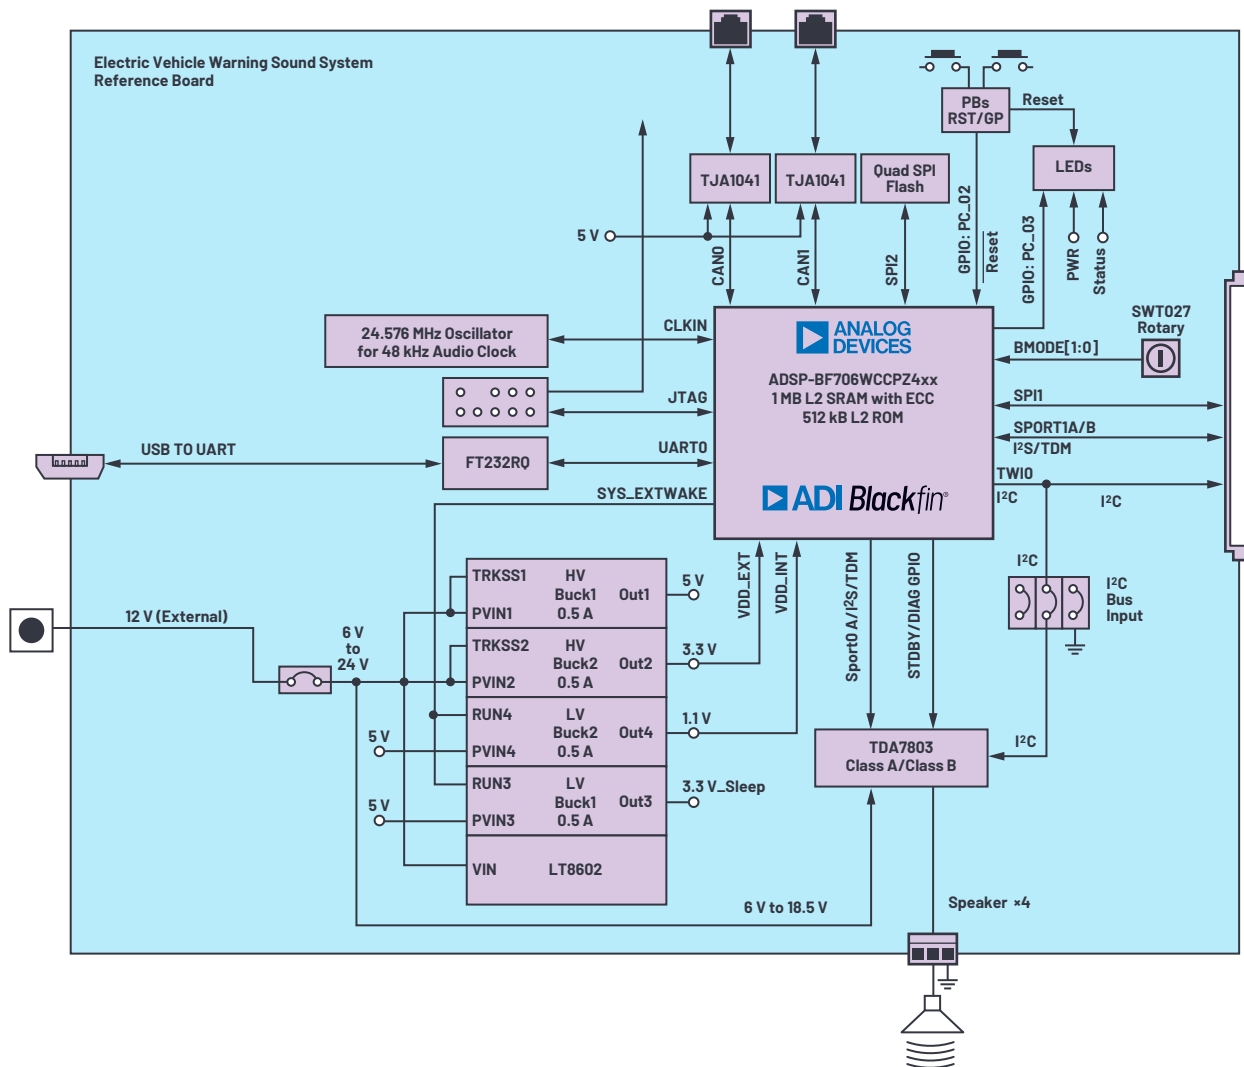 Electric Vehicle Warning Sound System
Reference Board
PBs
RST/GP
Reset
LEDs
TJA1041
TJA1041
Quad SPI
Flash
5 V
CAN0
CAN1
SPI2
GPIO: PC_02
Reset
GPIO: PC_03
PWR
Status
SWT027
Rotary
24.576 MHz Oscillator
for 48 kHz Audio Clock
CLKIN
ANALOG
DEVICES
ADSP-BF706WCCPZ4xx
1 MB L2 SRAM with ECC
512 kB L2 ROM
BMODE[1:0]
JTAG
SPI1
SPORT1A/B
I²S/TDM
USB TO UART
FT232RQ
UART0
TWI0
I²C
I²C
SYS_EXTWAKE
ADI Blackfin®
VDD_EXT
VDD_INT
Sport0 A/I²S/TDM
STDBY/DIAG GPIO
I²C
I²C
Bus
Input
TRKSS1
HV
Buck1
0.5 A
Out1
5 V
PVIN1
12 V (External)
6 V
to
24 V
TRKSS2
HV
Buck2
0.5 A
Out2
3.3 V
PVIN2
RUN4
LV
Buck2
0.5 A
Out4
1.1 V
5 V
PVIN4
RUN3
LV
Buck1
0.5 A
Out3
3.3 V_Sleep
5 V
PVIN3
VIN
LT8602
TDA7803
Class A/Class B
I²C
6 V to 18.5 V
Speaker ×4